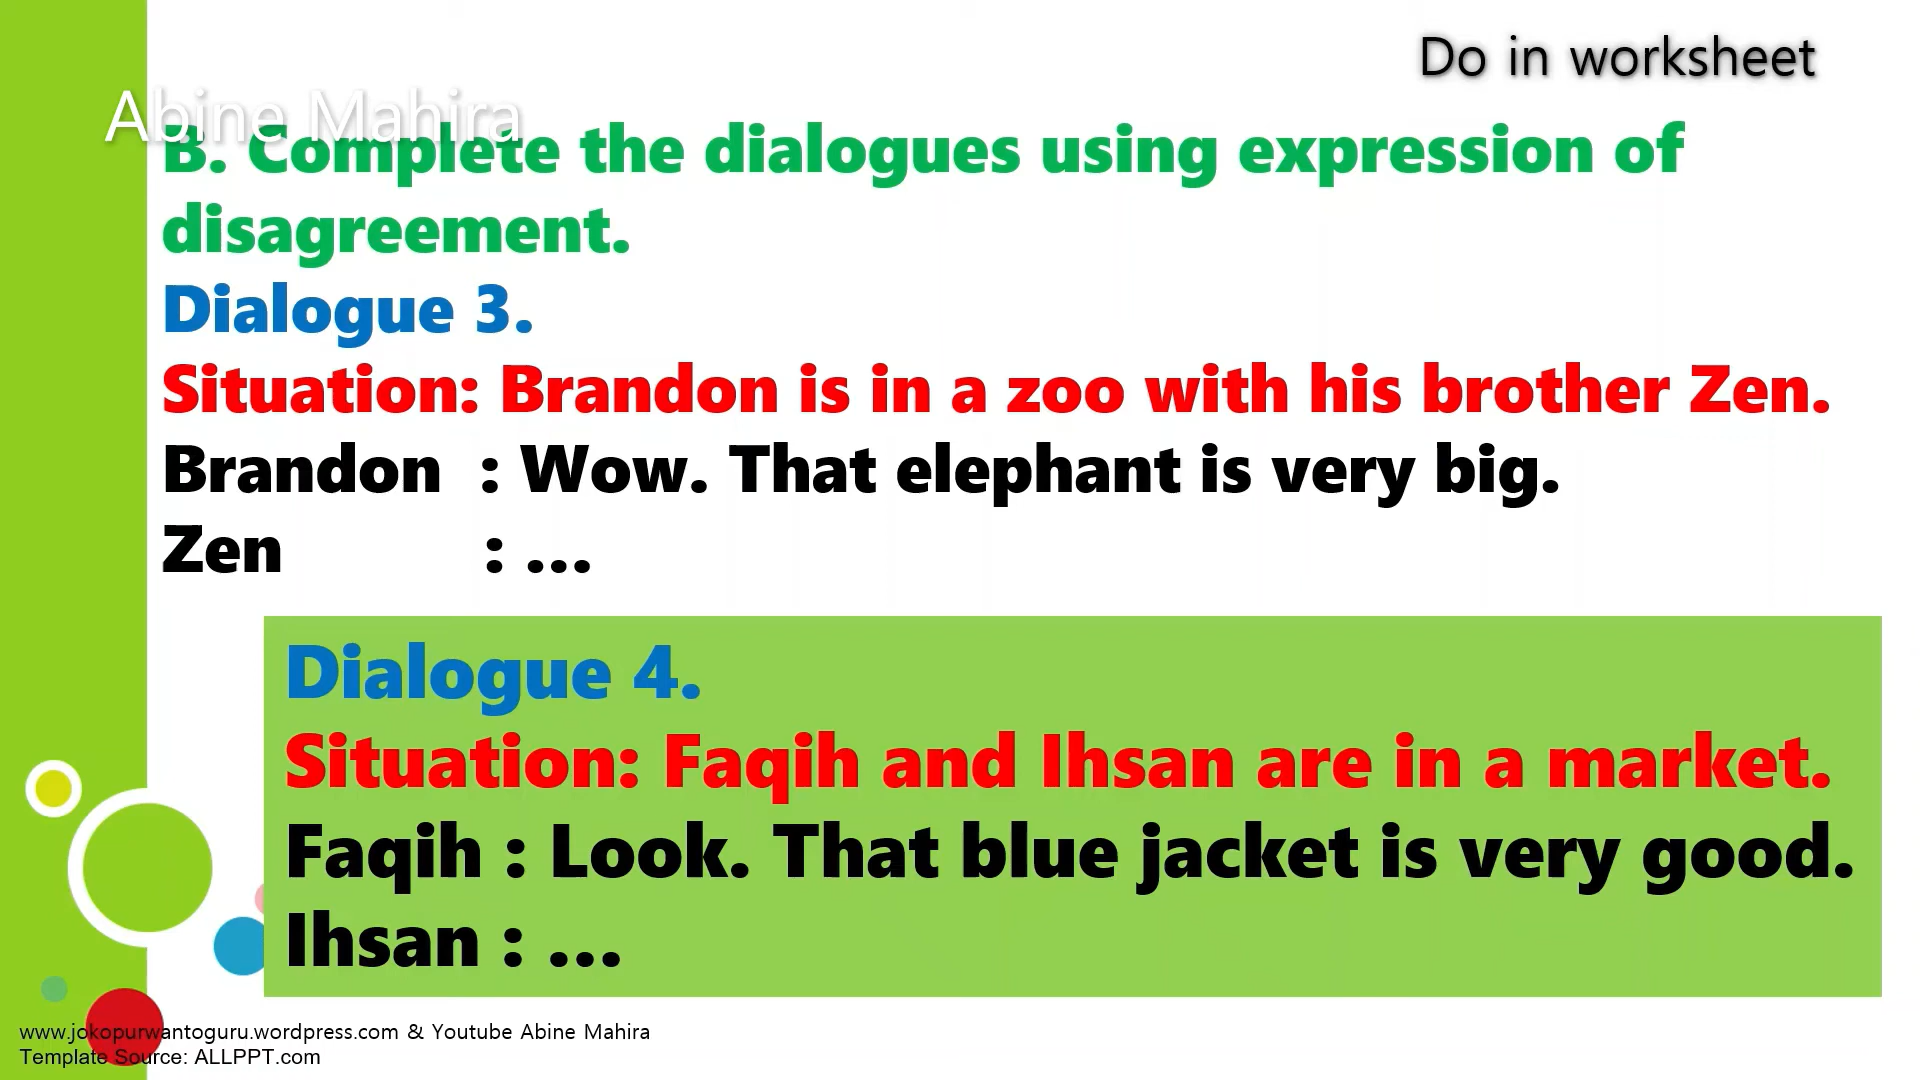 Do in worksheet
Abine Mahira
B. Complete the dialogues using expression of
disagreement.
Dialogue 3.
Situation: Brandon is in a zoo with his brother Zen.
Brandon : Wow. That elephant is very big.
Zen : ...
Dialogue 4.
Situation: Faqih and Ihsan are in a market.
Faqih : Look. That blue jacket is very good.
Ihsan : ...
www.jokopurwantoguru.wordpress.com & Youtube Abine Mahira
Template Source: ALLPPT.com